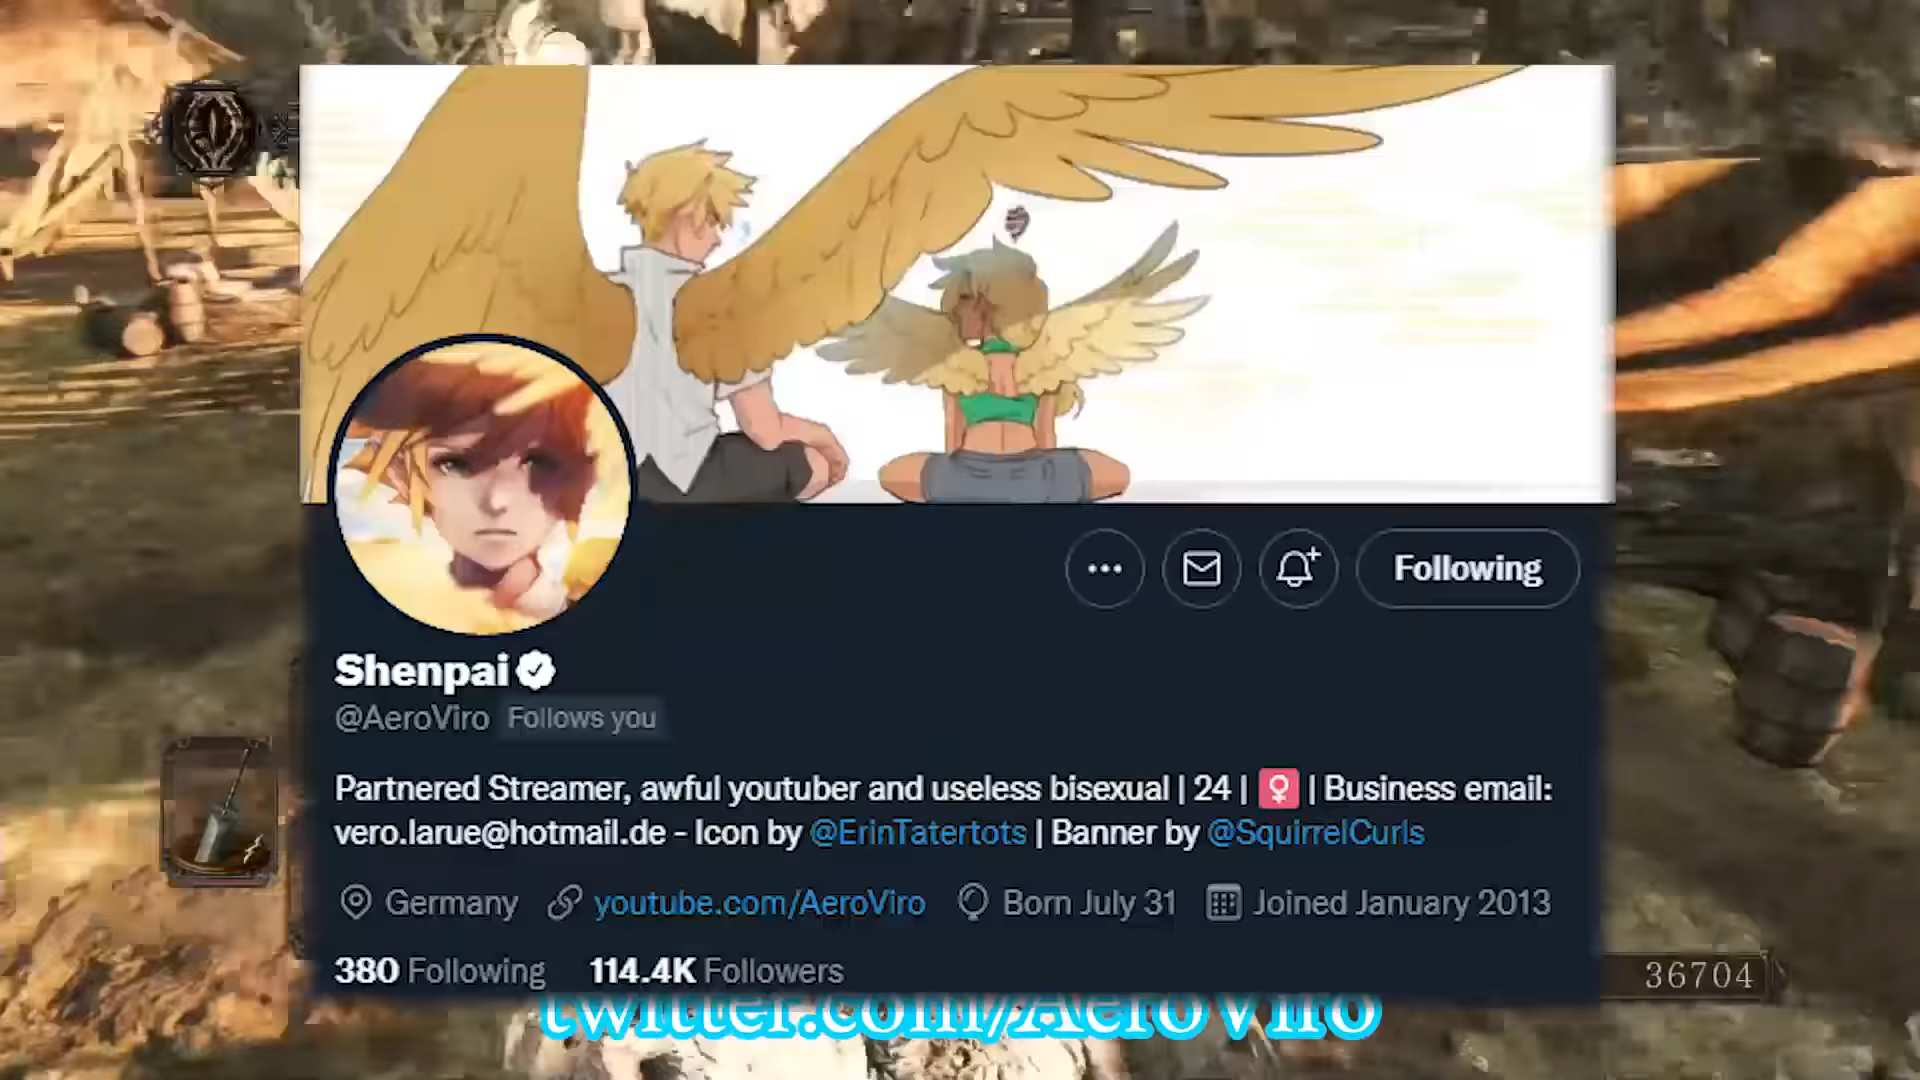 Following
Shenpai
@AeroViro Follows you
Partnered Streamer, awful youtuber and useless bisexual | 24 | ♀ | Business email:
vero.larue@hotmail.de - Icon by @ErinTatertots | Banner by @SquirrelCurls
Germany youtube.com/AeroViro Born July 31 Joined January 2013
380 Following 114.4K Followers
36704
twitter.com/AeroViro